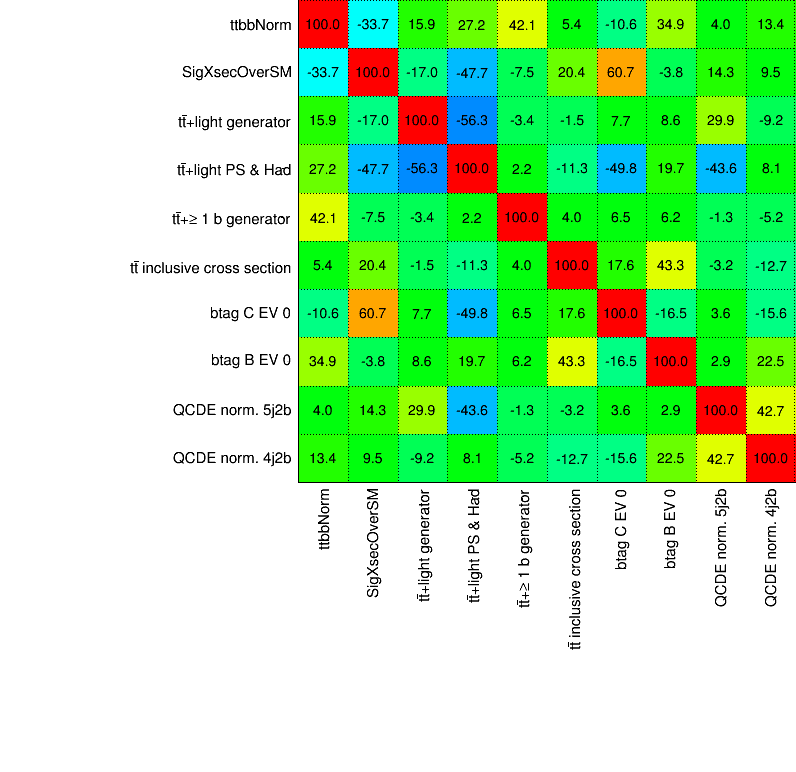 ttbbNorm 100.0 -33.7 15.9 27.2 42.1 5.4 -10.6 34.9 4.0 13.4
SigXsecOverSM -33.7 100.0 -17.0 -47.7 -7.5 20.4 60.7 -3.8 14.3 9.5
tt̄+light generator 15.9 -17.0 100.0 -56.3 -3.4 -1.5 7.7 8.6 29.9 -9.2
tt̄+light PS & Had 27.2 -47.7 -56.3 100.0 2.2 -11.3 -49.8 19.7 -43.6 8.1
tt̄+≥ 1 b generator 42.1 -7.5 -3.4 2.2 100.0 4.0 6.5 6.2 -1.3 -5.2
tt̄ inclusive cross section 5.4 20.4 -1.5 -11.3 4.0 100.0 17.6 43.3 -3.2 -12.7
btag C EV 0 -10.6 60.7 7.7 -49.8 6.5 17.6 100.0 -16.5 3.6 -15.6
btag B EV 0 34.9 -3.8 8.6 19.7 6.2 43.3 -16.5 100.0 2.9 22.5
QCDE norm. 5j2b 4.0 14.3 29.9 -43.6 -1.3 -3.2 3.6 2.9 100.0 42.7
QCDE norm. 4j2b 13.4 9.5 -9.2 8.1 -5.2 -12.7 -15.6 22.5 42.7 100.0
ttbbNorm
SigXsecOverSM
tt̄+light generator
tt̄+light PS & Had
tt̄+≥ 1 b generator
tt̄ inclusive cross section
btag C EV 0
btag B EV 0
QCDE norm. 5j2b
QCDE norm. 4j2b